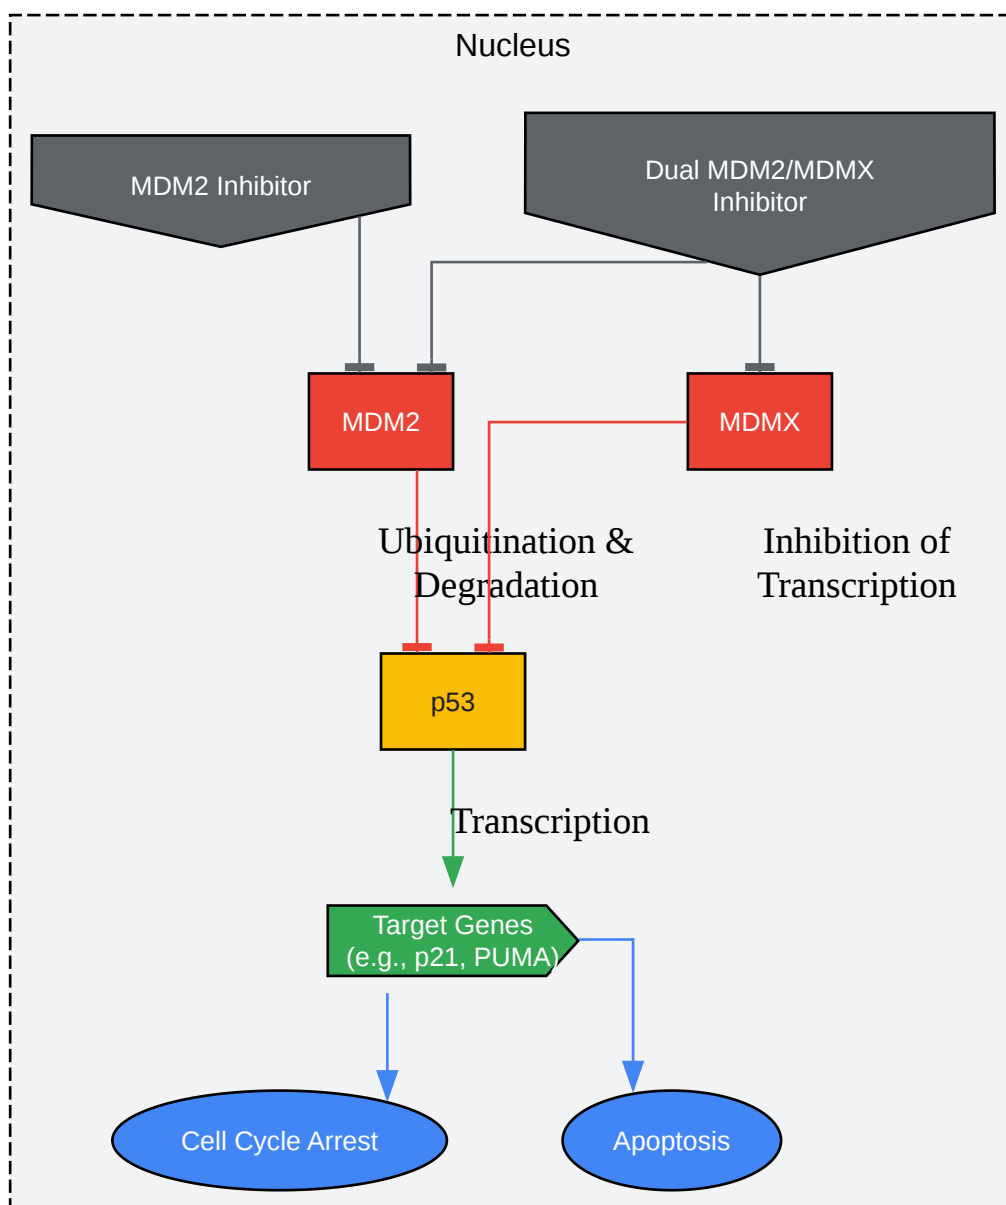 Nucleus
MDM2 Inhibitor
Dual MDM2/MDMX
Inhibitor
MDM2
MDMX
Ubiquitination &
Degradation
Inhibition of
Transcription
p53
Transcription
Target Genes
(e.g., p21, PUMA)
Cell Cycle Arrest
Apoptosis